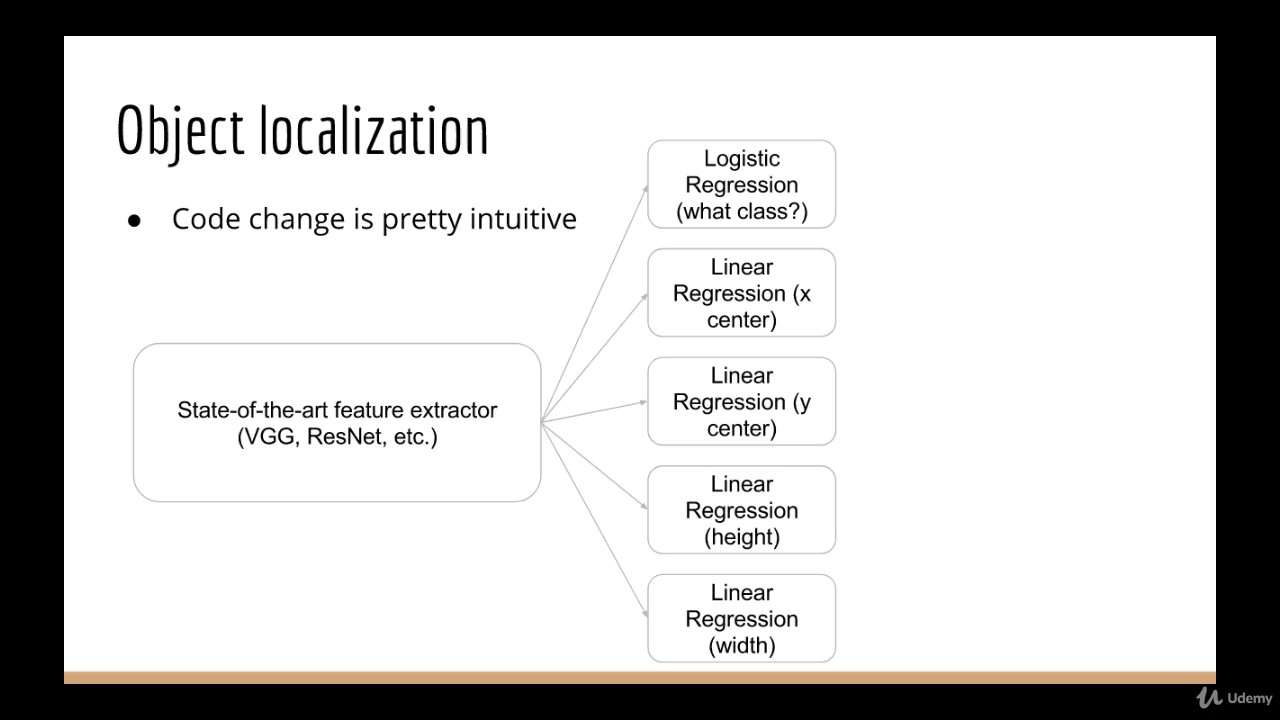 Object localization
● Code change is pretty intuitive
State-of-the-art feature extractor
(VGG, ResNet, etc.)
Logistic
Regression
(what class?)
Linear
Regression (x
center)
Linear
Regression (y
center)
Linear
Regression
(height)
Linear
Regression
(width)
Udemy